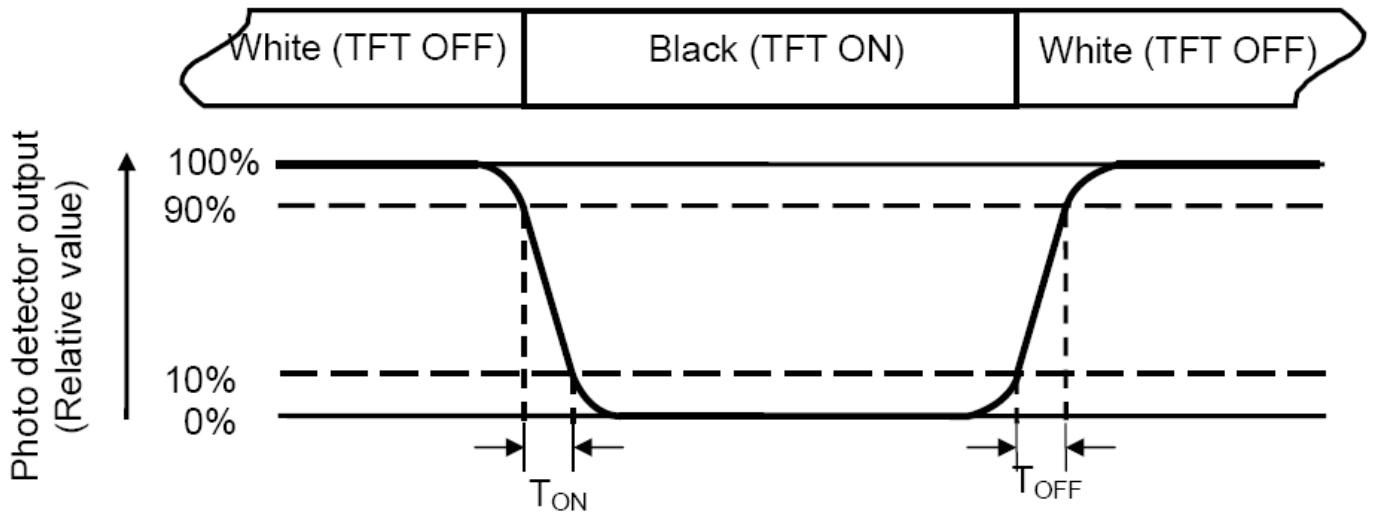 White (TFT OFF)
Black (TFT ON)
White (TFT OFF)
Photo detector output
(Relative value)
100%
90%
10%
0%
TON
TOFF